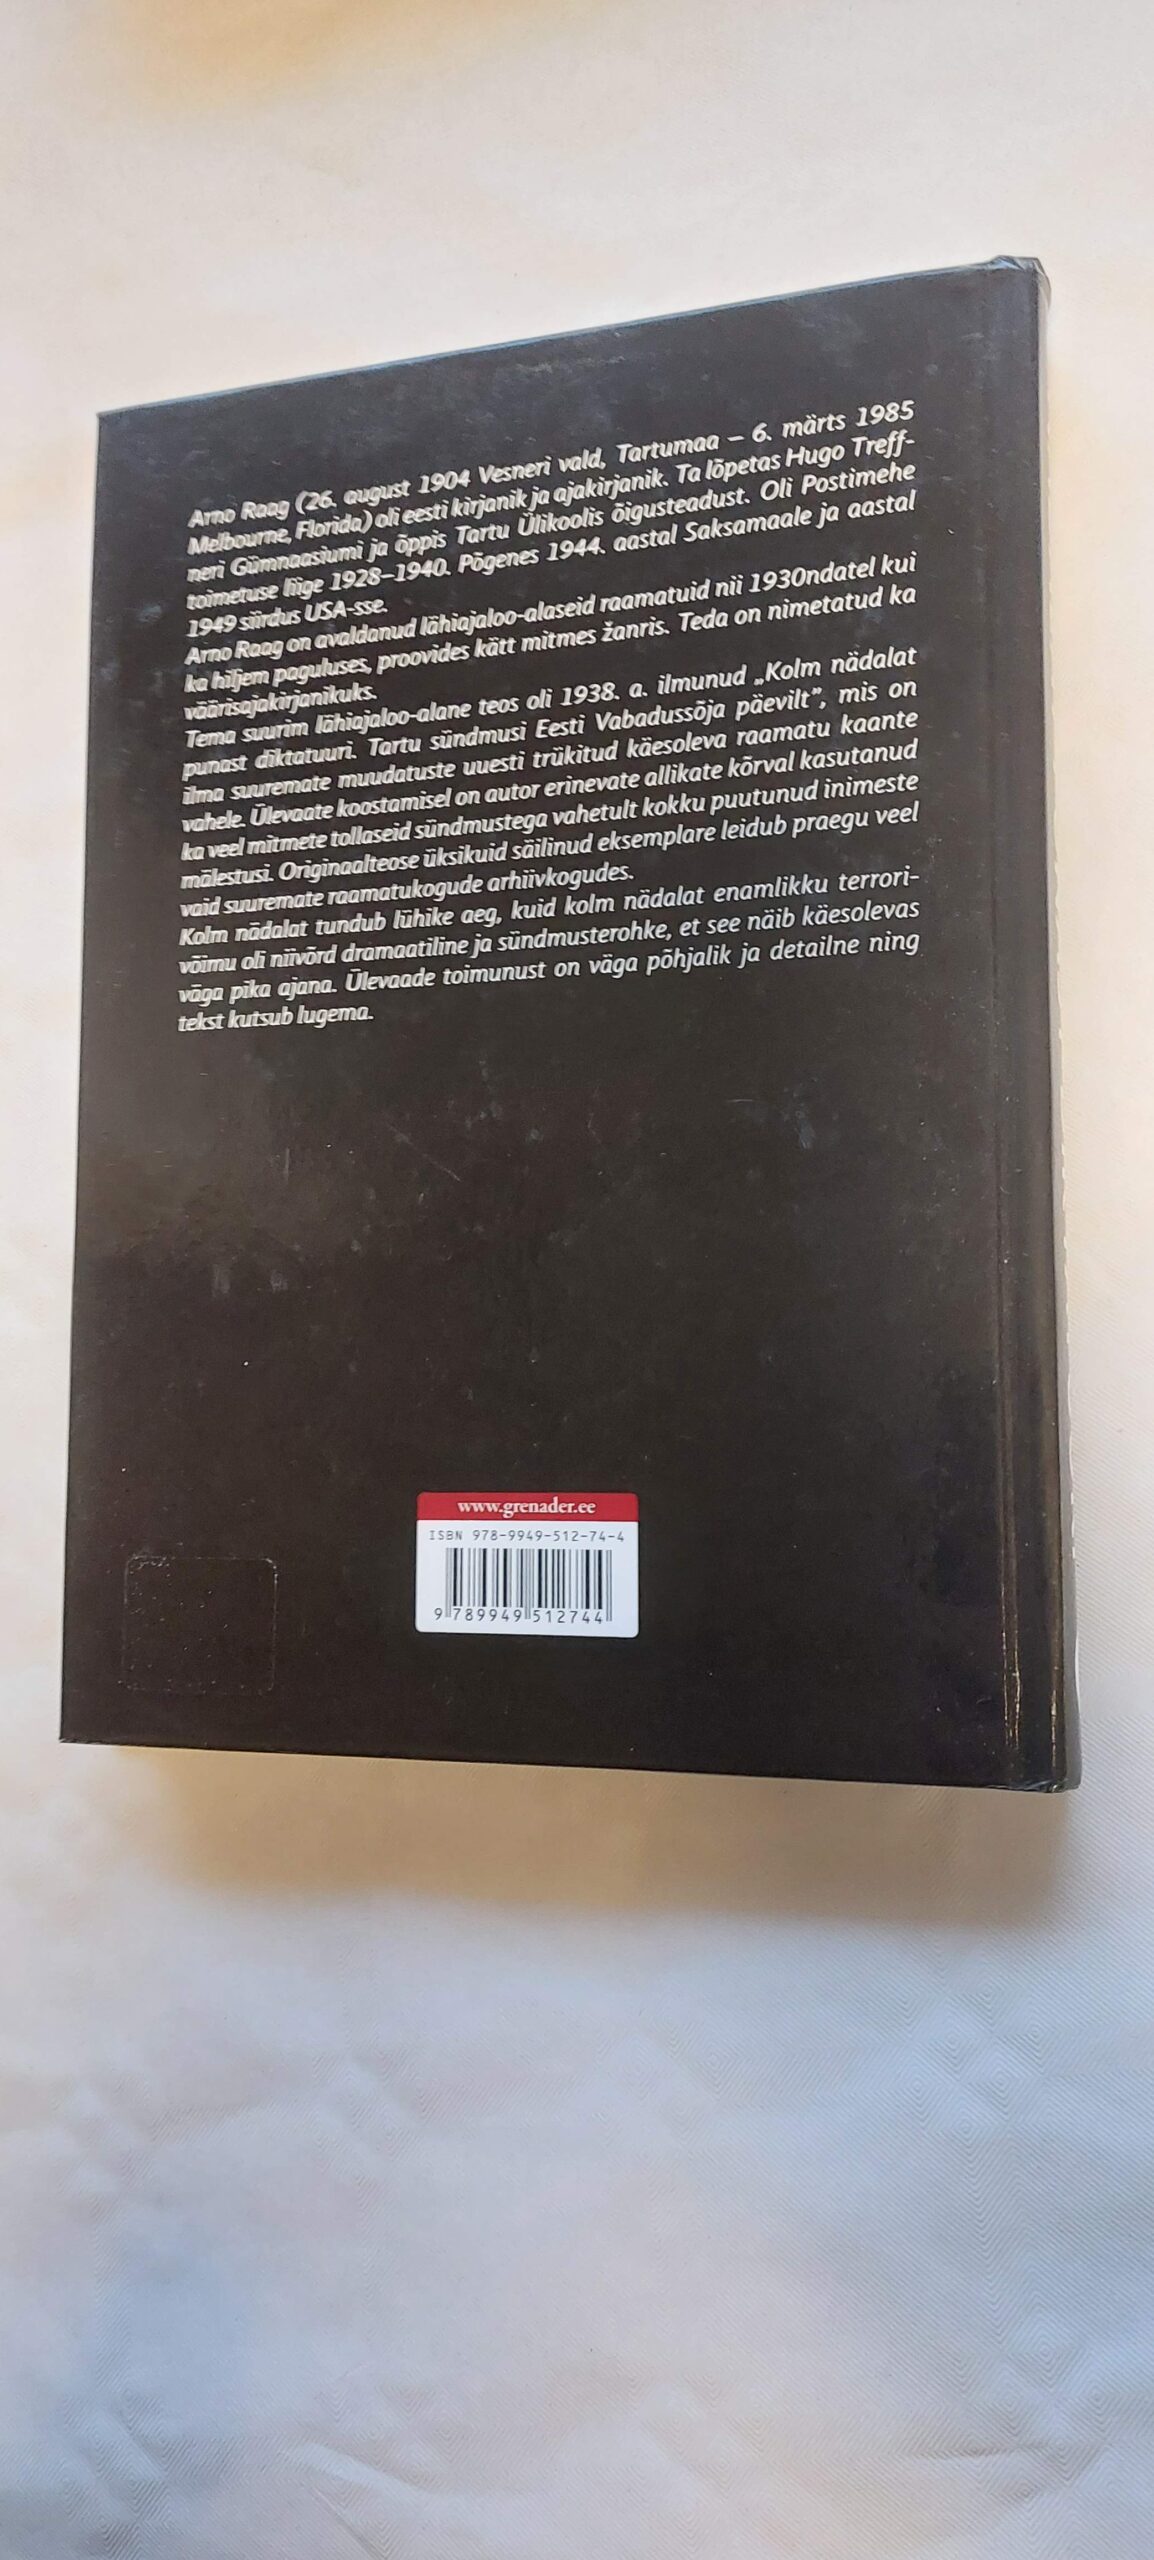 Arno Raag (26. august 1904 Vesneri vald, Tartumaa – 6. märts 1985
Melbourne, Florida) oli eesti kirjanik ja ajakirjanik. Ta lõpetas Hugo Treff-
neri Gümnaasiumi ja õppis Tartu Ülikoolis õigusteadust. Oli Postimehe
toimetuse liige 1928–1940. Põgenes 1944. aastal Saksamaale ja aastal
1949 siirdus USA-sse.
Arno Raag on avaldanud lähiajaloo-alaseid raamatuid nii 1930ndatel kui
ka hiljem paguluses, proovides kätt mitmes žanris. Teda on nimetatud ka
väärisajakirjanikuks.
Tema suurim lähiajaloo-alane teos oli 1938. a. ilmunud „Kolm nädalat
punast diktatuuri. Tartu sündmusi Eesti Vabadussõja päevilt”, mis on
ilma suuremate muudatuste uuesti trükitud käesoleva raamatu kaante
vahele. Ülevaate koostamisel on autor erinevate allikate kõrval kasutanud
ka veel mitmete tollaseid sündmustega vahetult kokku puutunud inimeste
mälestusi. Originaalteose üksikuid säilinud eksemplare leidub praegu veel
vaid suuremate raamatukogude arhiivkogudes.
Kolm nädalat tundub lühike aeg, kuid kolm nädalat enamlikku terrori-
võimu oli niivõrd dramaatiline ja sündmusterohke, et see näib käesolevas
väga pika ajana. Ülevaade toimunust on väga põhjalik ja detailne ning
tekst kutsub lugema.
www.grenader.ee
ISBN 978-9949-512-74-4
9 789949 512744